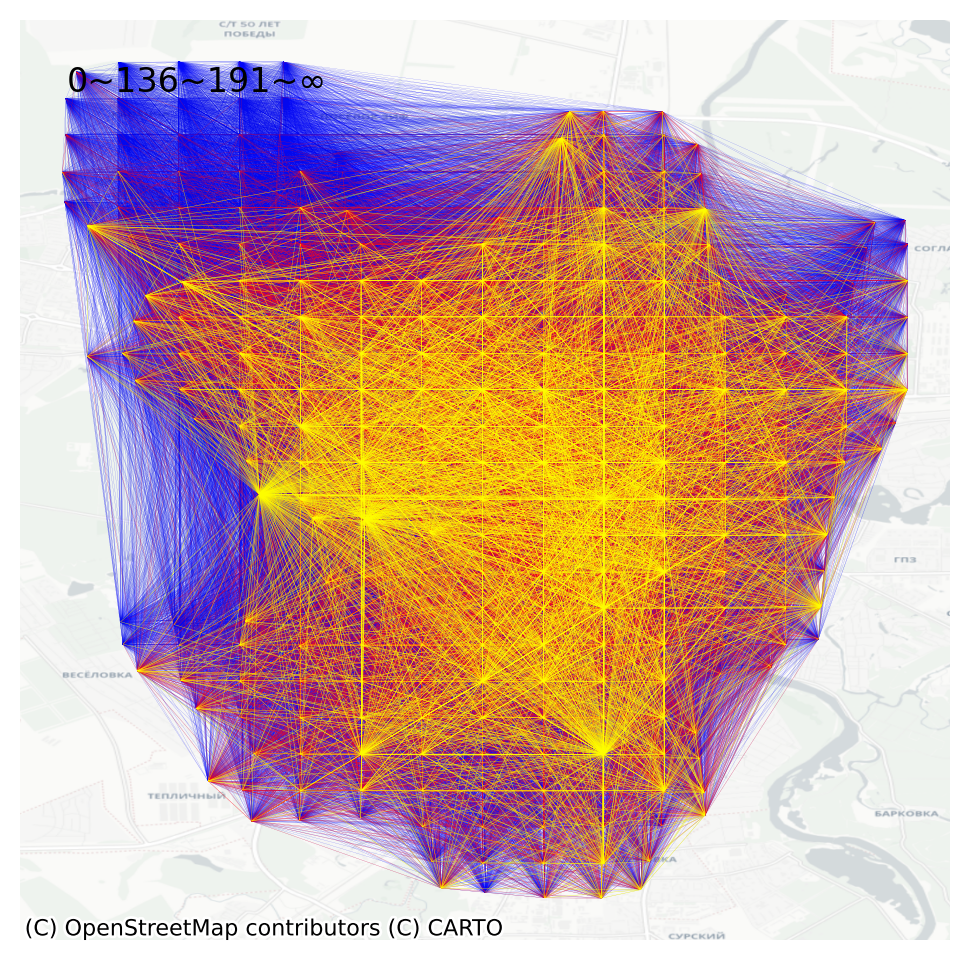 С/Т 50 ЛЕТ
ПОБЕДЫ
0~136~191~∞
СОГЛА
ГПЗ
ВЕСЁЛОВКА
ТЕПЛИЧНЫЙ
БАРКОВКА
(C) OpenStreetMap contributors (C) CARTO
СУРСКИЙ